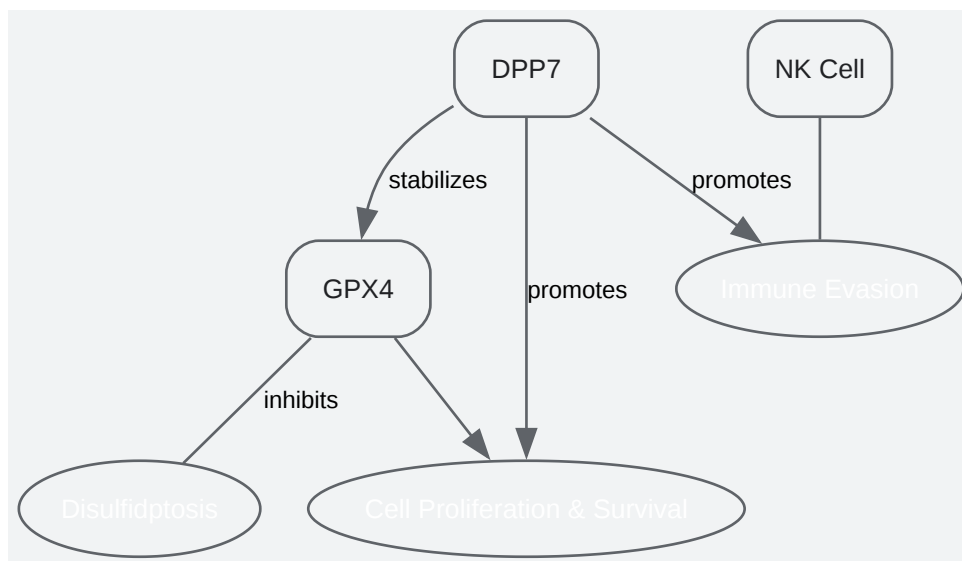 DPP7
NK Cell
stabilizes
promotes
GPX4
promotes
Immune Evasion
inhibits
Disulfidptosis
Cell Proliferation & Survival